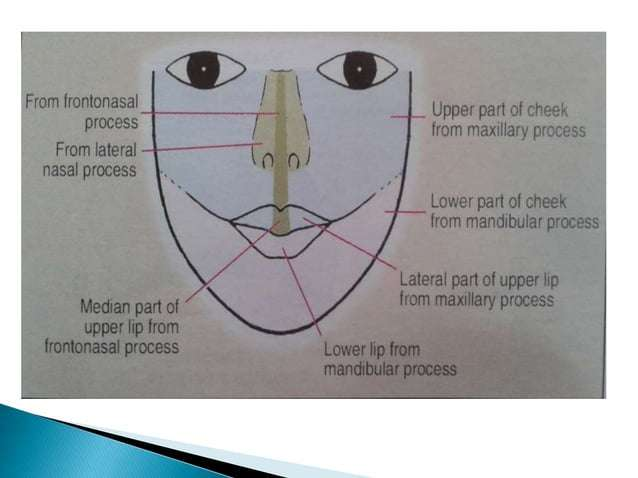 From frontonasal
process
From lateral
nasal process
Median part of
upper lip from
frontonasal process
Upper part of cheek
from maxillary process
Lower part of cheek
from mandibular process
Lateral part of upper lip
from maxillary process
Lower lip from
mandibular process